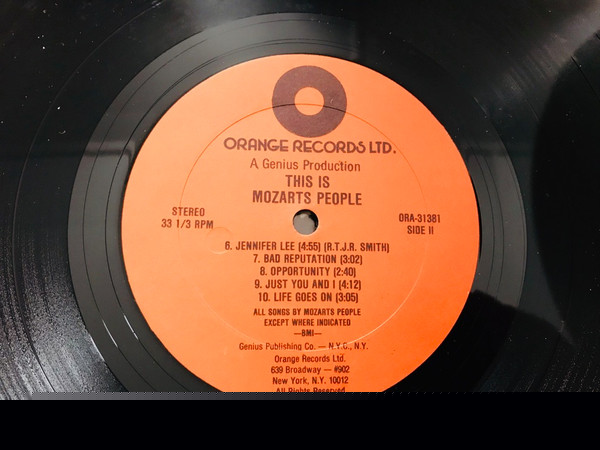 ORANGE RECORDS LTD.
A Genius Production
THIS IS
MOZARTS PEOPLE
STEREO
33 1/3 RPM
ORA-31381
SIDE II
6. JENNIFER LEE (4:55) (R.T.J.R. SMITH)
7. BAD REPUTATION (3:02)
8. OPPORTUNITY (2:40)
9. JUST YOU AND I (4:12)
10. LIFE GOES ON (3:05)
ALL SONGS BY MOZARTS PEOPLE
EXCEPT WHERE INDICATED
—BMI—
Genius Publishing Co. — N.Y.C., N.Y.
Orange Records Ltd.
639 Broadway — #902
New York, N.Y. 10012
All Rights Reserved